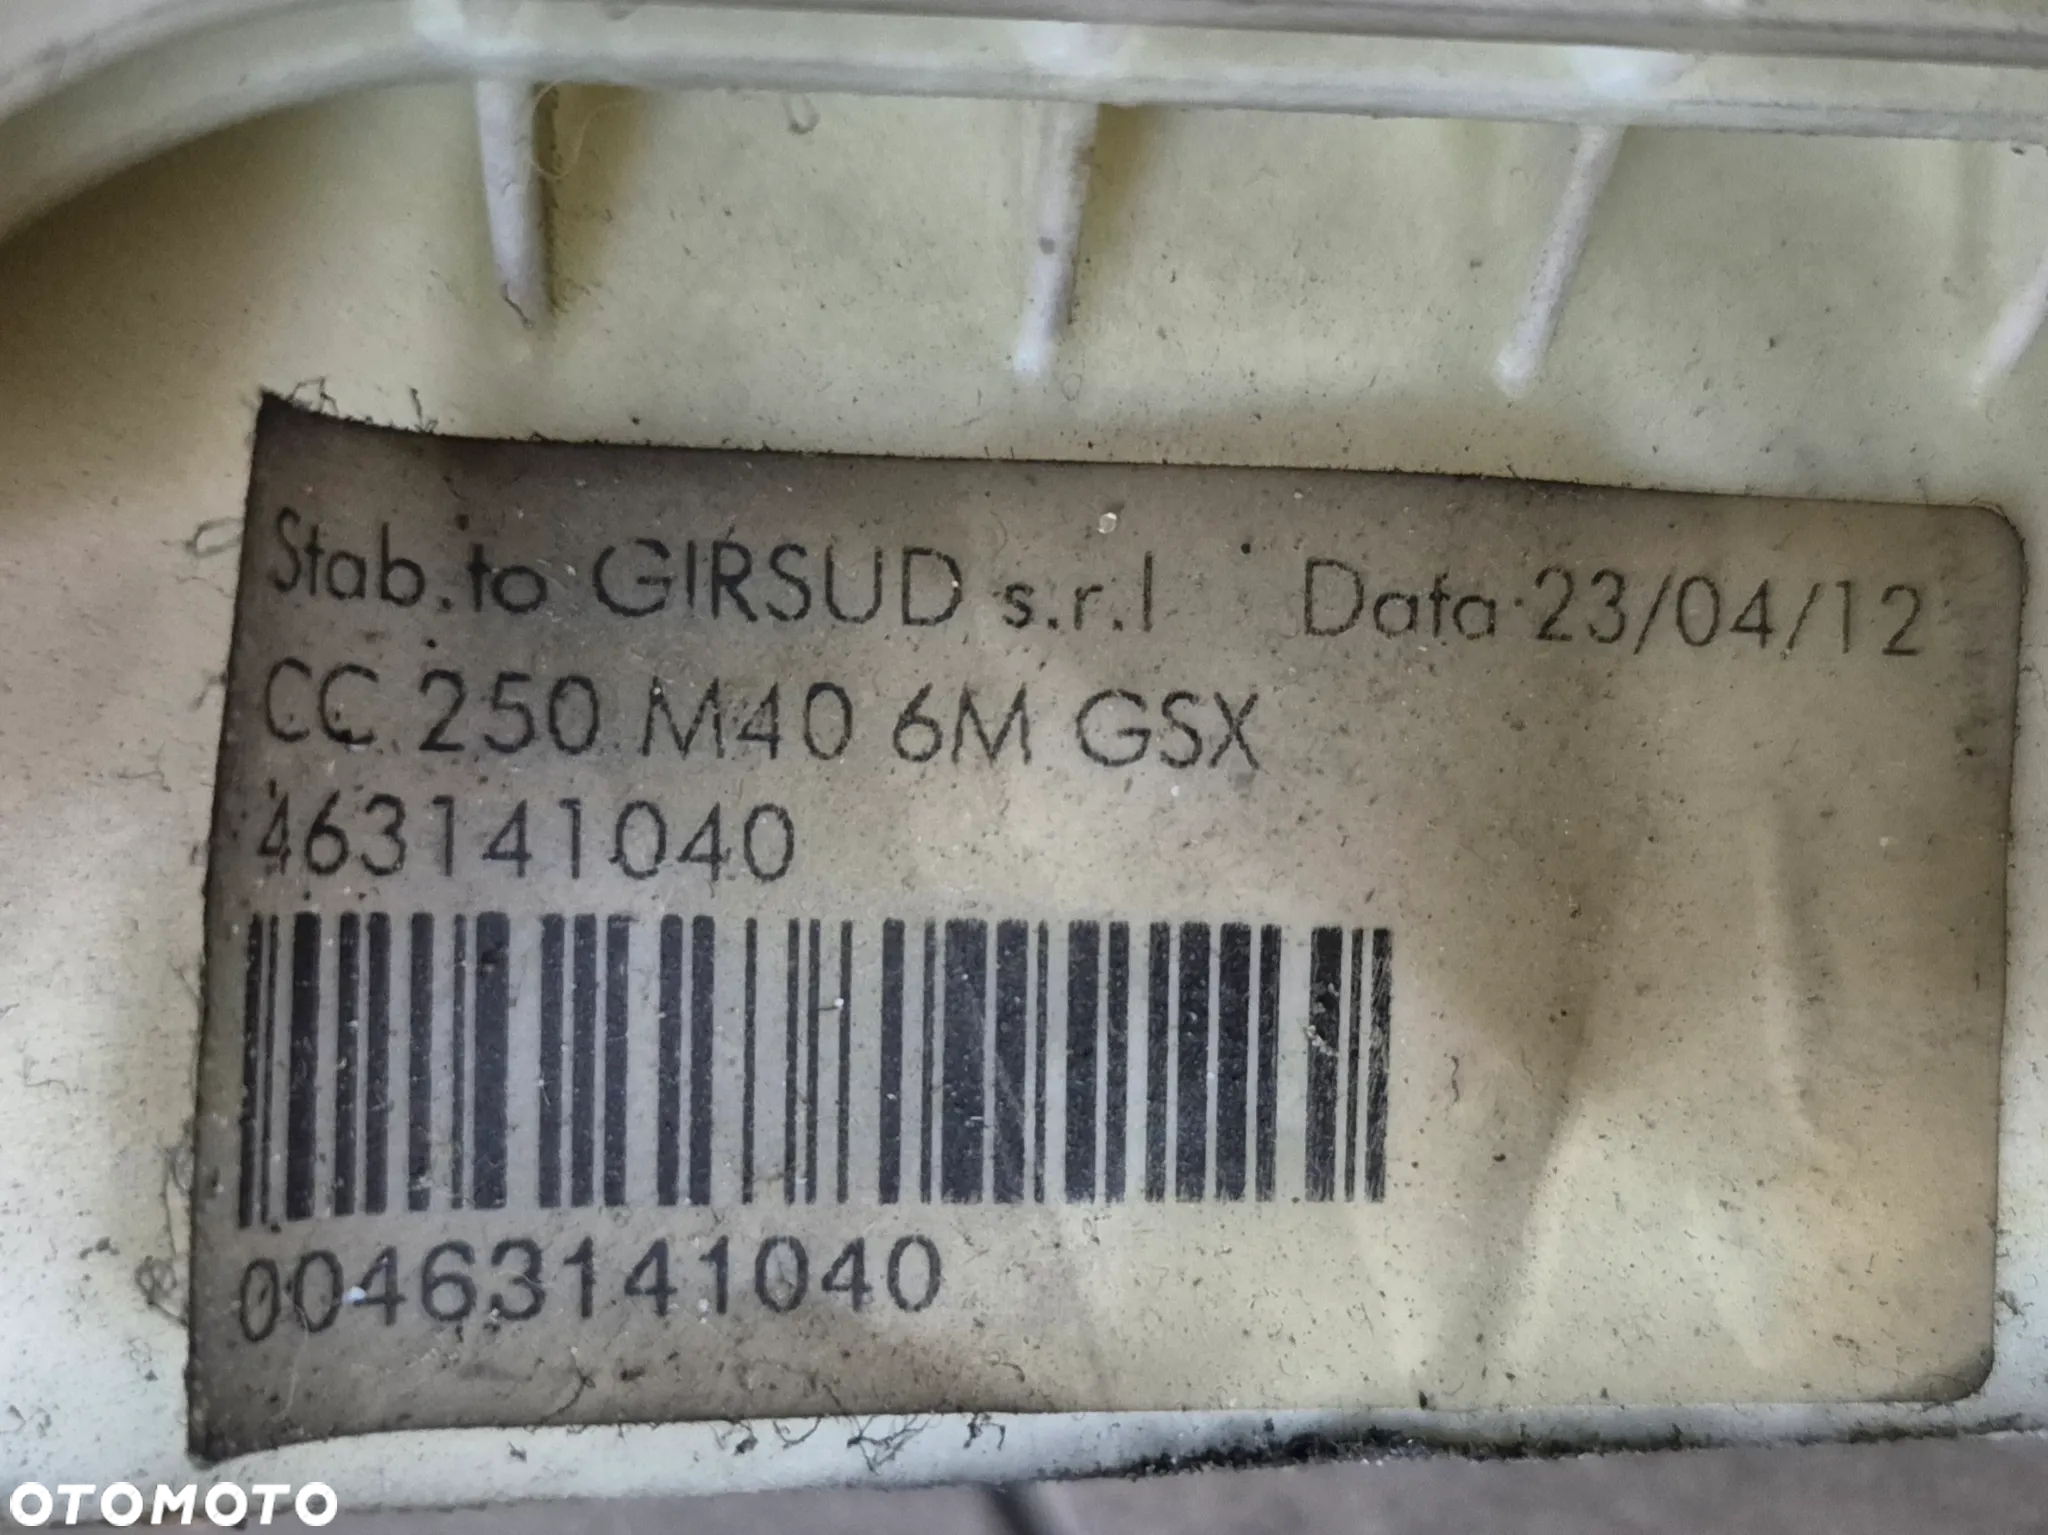 Stab.to GIRSUD s.r.l Data 23/04/12
CC 250 M40 6M GSX
463141040
00463141040
OTOMOTO